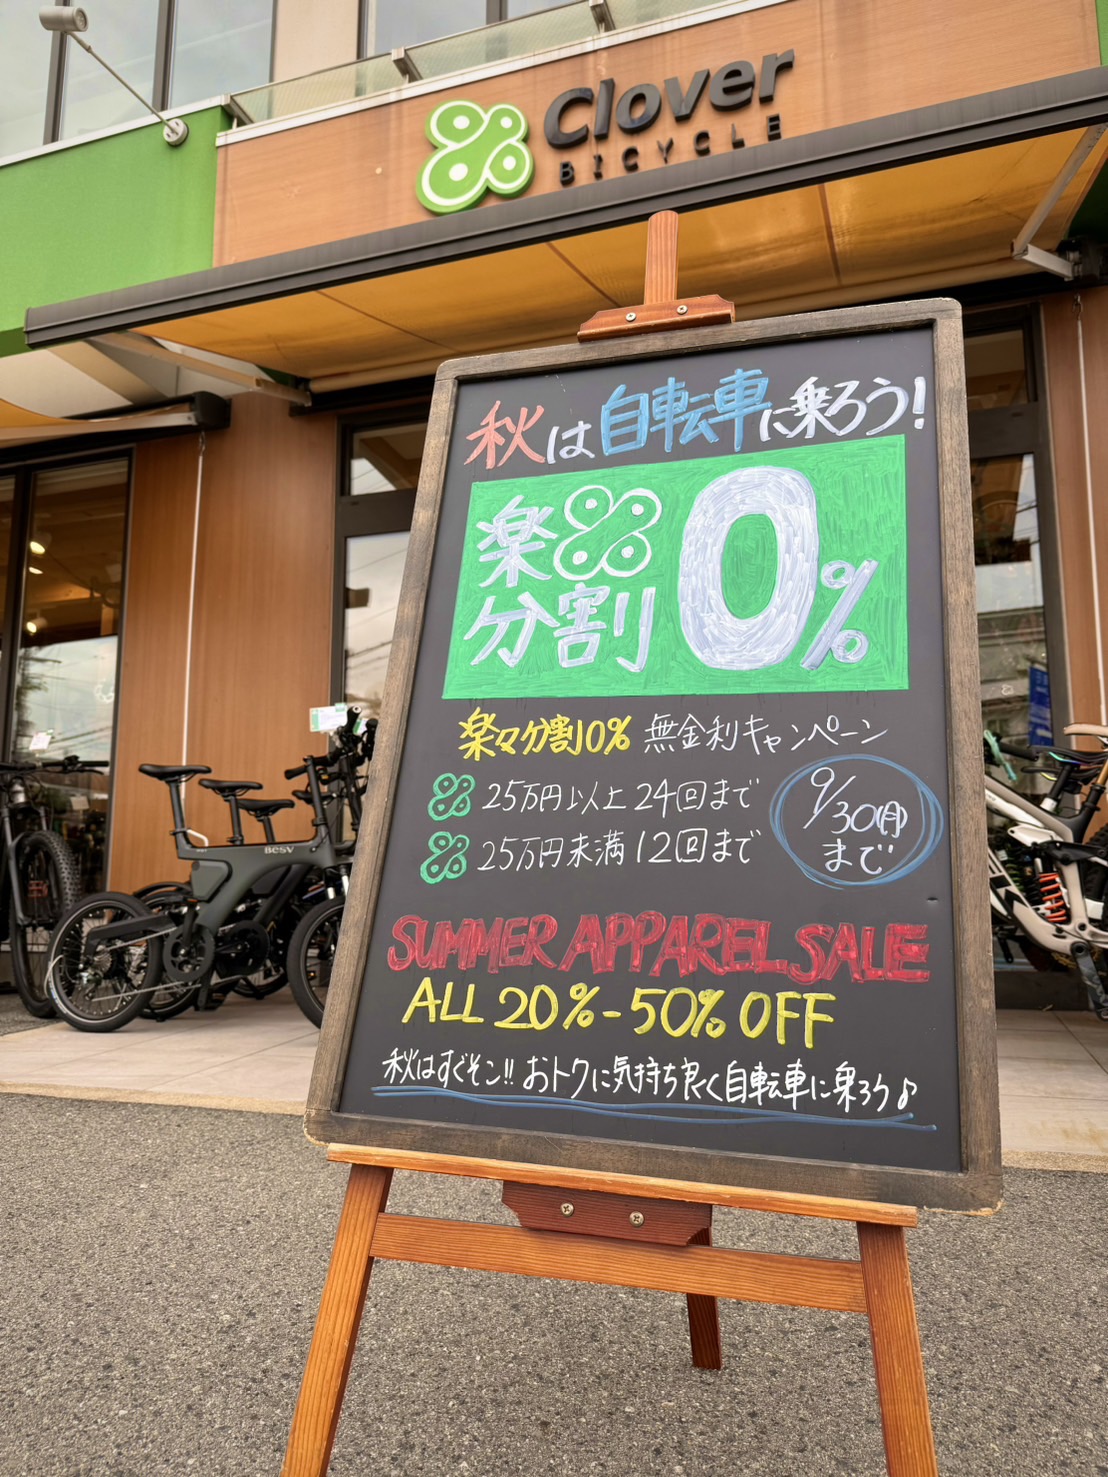 Clover
BICYCLE
秋は自転車に乗ろう!
楽
分割 0%
楽々分割0% 無金利キャンペーン
25万円以上 24回まで
25万円未満 12回まで
9/30(月)
まで
SUMMER APPAREL SALE
ALL 20%-50% OFF
秋はすぐそこ!! おトクに気持ち良く自転車に乗ろう♪
BESV